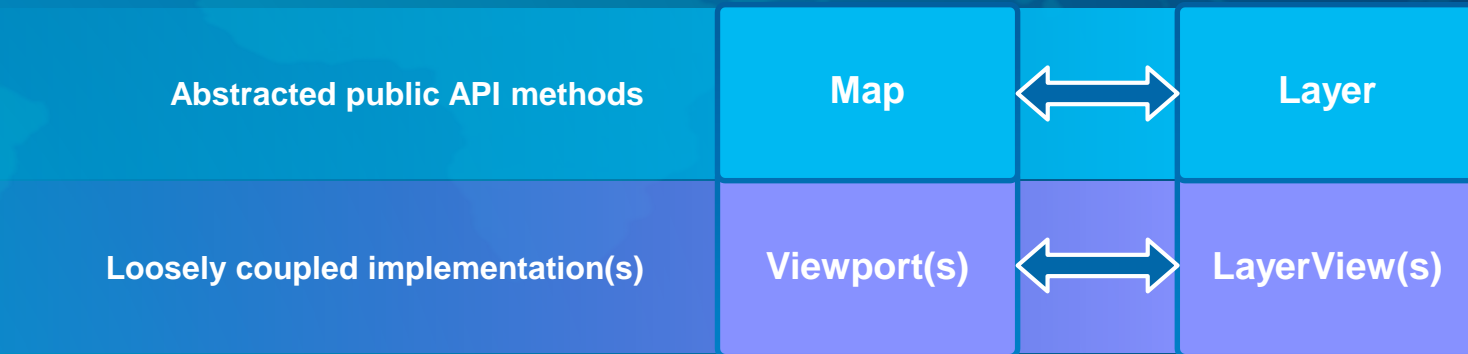 Abstracted public API methods
Map
Layer
Loosely coupled implementation(s)
Viewport(s)
LayerView(s)